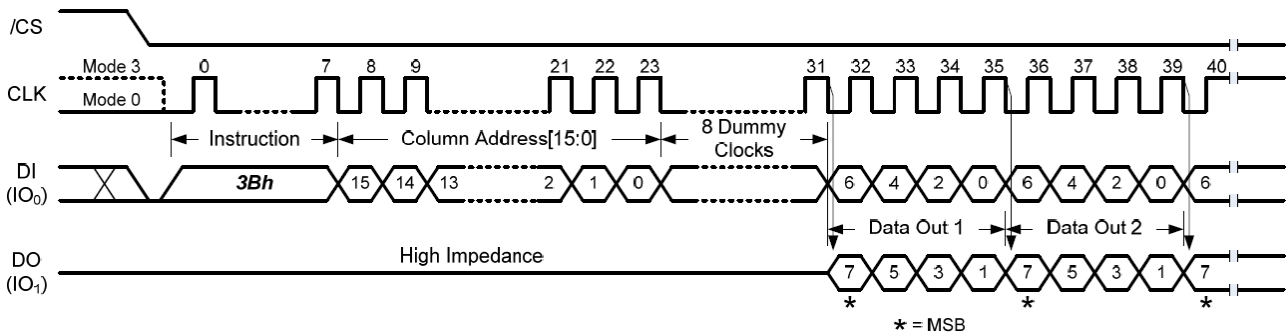 /CS
Mode 3 0 7 8 9 21 22 23 31 32 33 34 35 36 37 38 39 40
CLK
Mode 0
Instruction Column Address[15:0] 8 Dummy
Clocks
DI
(IO0)
3Bh 15 14 13 2 1 0 6 4 2 0 6 4 2 0 6
Data Out 1 Data Out 2
DO
(IO1)
High Impedance 7 5 3 1 7 5 3 1 7
* * *
* = MSB